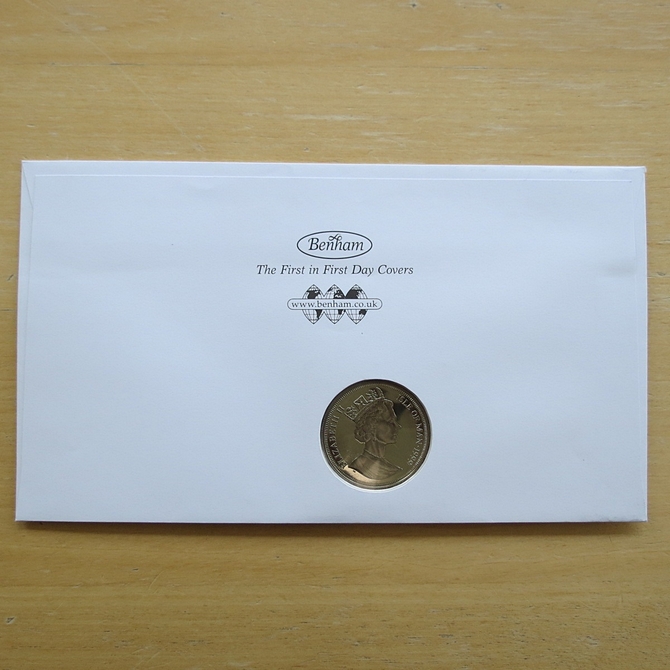 Benham
The First in First Day Covers
www.benham.co.uk
ELIZABETH II
ISLE OF MAN